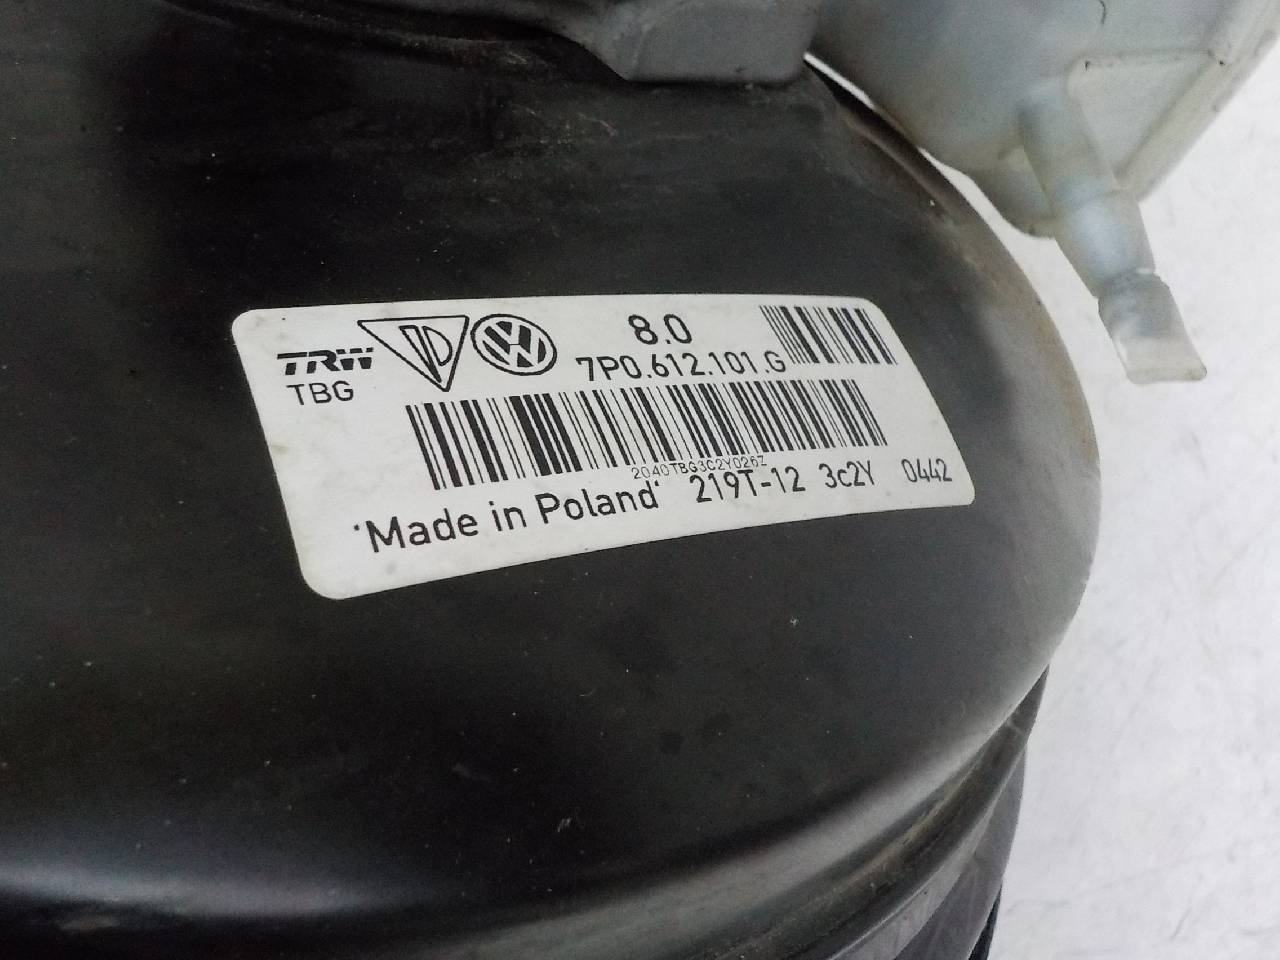 TRW
TBG
8.0
7P0.612.101.G
2040TBG3C2Y026Z
'Made in Poland' 219T-12 3c2Y 0442